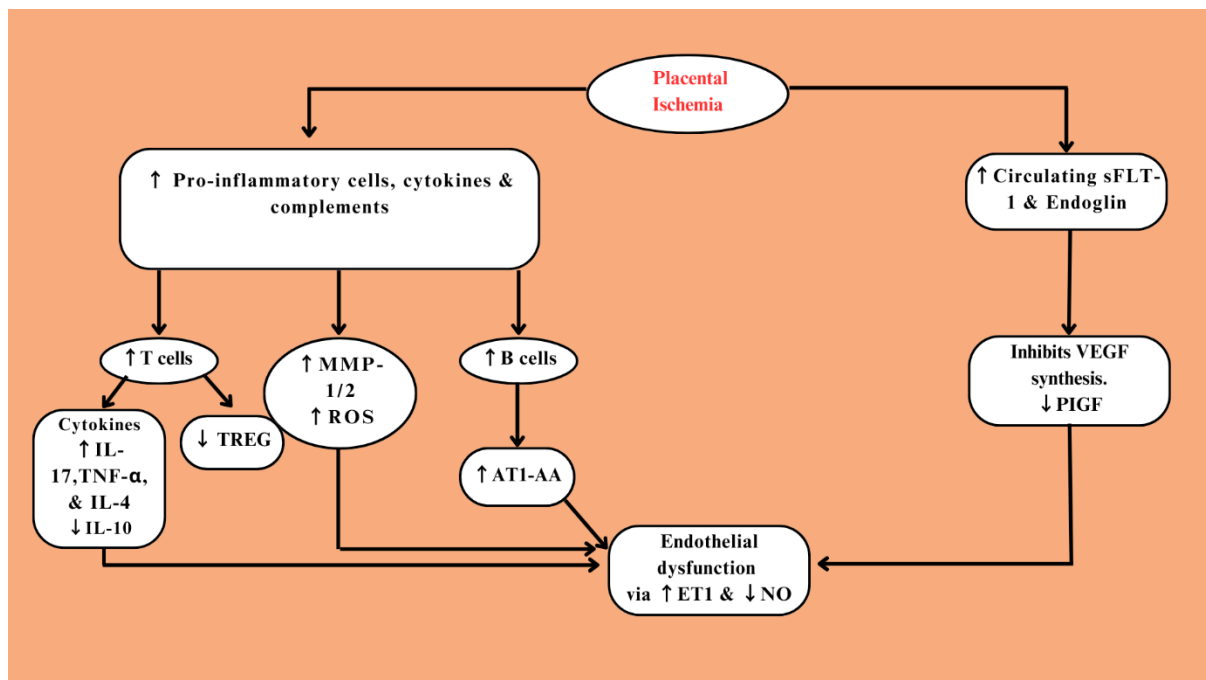 Placental
Ischemia
↑ Pro-inflammatory cells, cytokines &
complements
↑ Circulating sFLT-
1 & Endoglin
↑ T cells
↑ MMP-
1/2
↑ ROS
↑ B cells
Inhibits VEGF
synthesis.
↓ PIGF
Cytokines
↑ IL-
17,TNF-α,
& IL-4
↓ IL-10
↓ TREG
↑ AT1-AA
Endothelial
dysfunction
via ↑ ET1 & ↓ NO